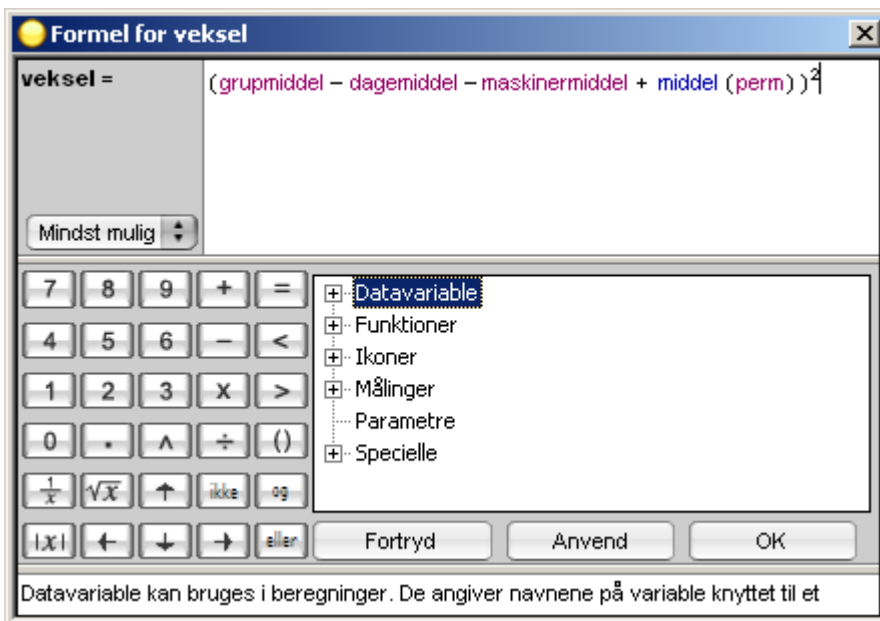 Formel for veksel
veksel = (grupmiddel – dagemiddel – maskinermiddel + middel (perm))²
Mindst mulig
7 8 9 + =
4 5 6 – <
1 2 3 x >
0 . ^ ÷ ()
1/x √x ↑ ikke og
|x| ← ↓ → eller
Datavariable
Funktioner
Ikoner
Målinger
Parametre
Specielle
Fortryd Anvend OK
Datavariable kan bruges i beregninger. De angiver navnene på variable knyttet til et